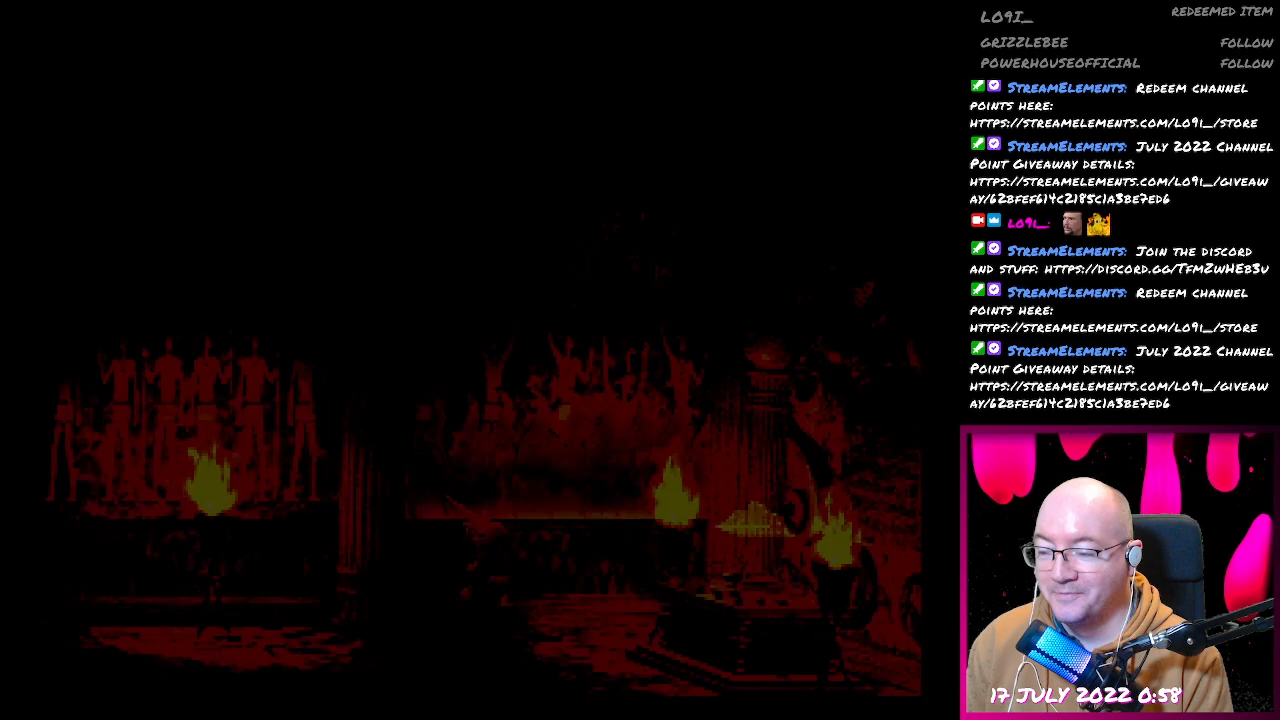 LO9I_
REDEEMED ITEM
GRIZZLEBEE FOLLOW
POWERHOUSEOFFICIAL FOLLOW
StreamElements: Redeem channel
points here:
https://streamelements.com/lo9i_/store
StreamElements: July 2022 Channel
Point Giveaway details:
https://streamelements.com/lo9i_/giveaw
ay/62bfef614c2185c1a3be7ed6
lo9i_:
StreamElements: Join the discord
and stuff: https://discord.gg/TfmZwHE83u
StreamElements: Redeem channel
points here:
https://streamelements.com/lo9i_/store
StreamElements: July 2022 Channel
Point Giveaway details:
https://streamelements.com/lo9i_/giveaw
ay/62bfef614c2185c1a3be7ed6
17 JULY 2022 0:58